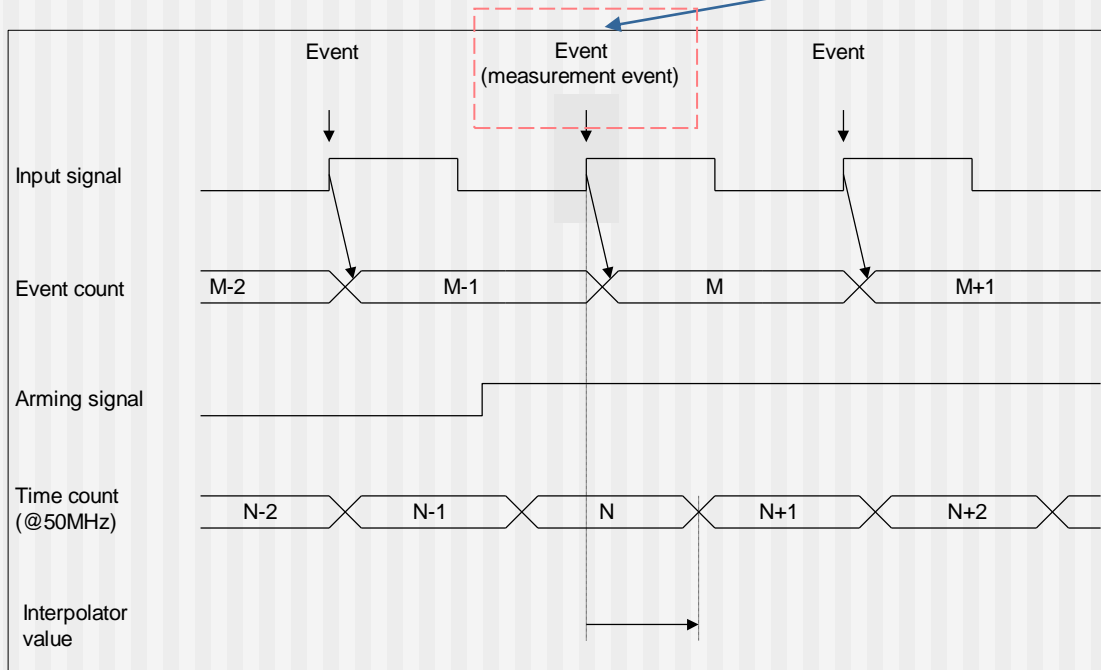 Event
Event
(measurement event)
Event
Input signal
Event count
M-2
M-1
M
M+1
Arming signal
Time count
(@50MHz)
N-2
N-1
N
N+1
N+2
Interpolator
value